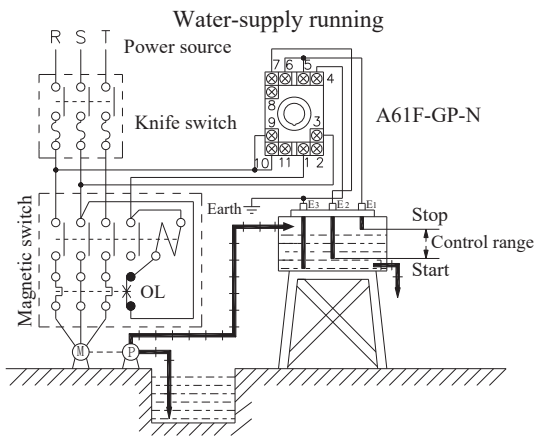 Water-supply running
R S T
Power source
7 6 5 4
8
A61F-GP-N
Knife switch
9 3
10 11 1 2
Magnetic switch
Earth E3 E2 E1
Stop
Control range
Start
OL
M P